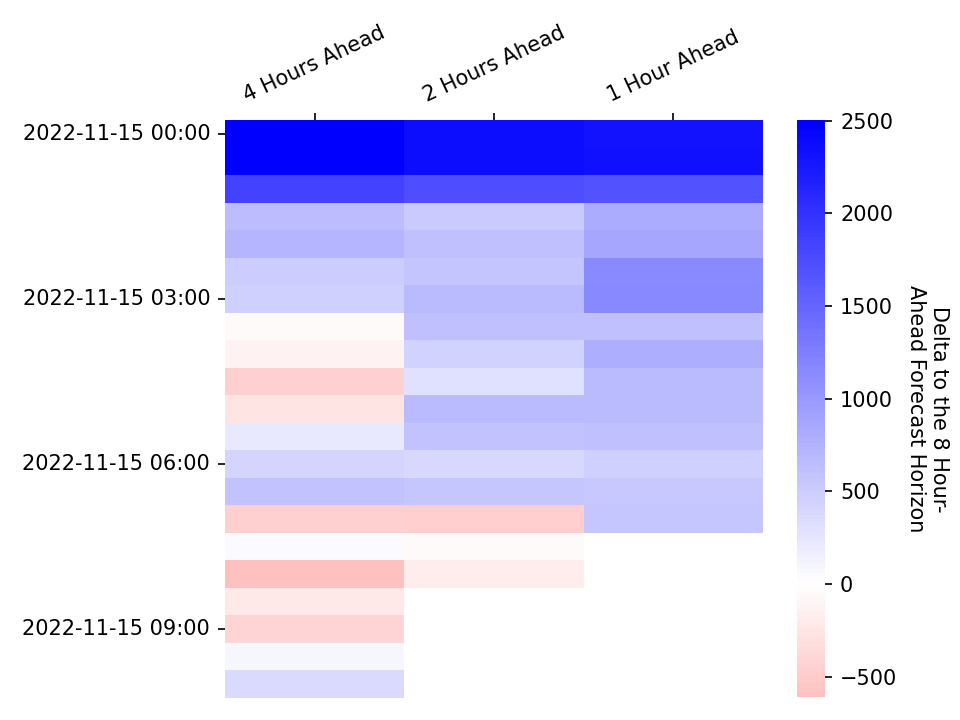 4 Hours Ahead
2 Hours Ahead
1 Hour Ahead
2022-11-15 00:00
2022-11-15 03:00
2022-11-15 06:00
2022-11-15 09:00
2500
2000
1500
1000
500
0
−500
Delta to the 8 Hour-
Ahead Forecast Horizon